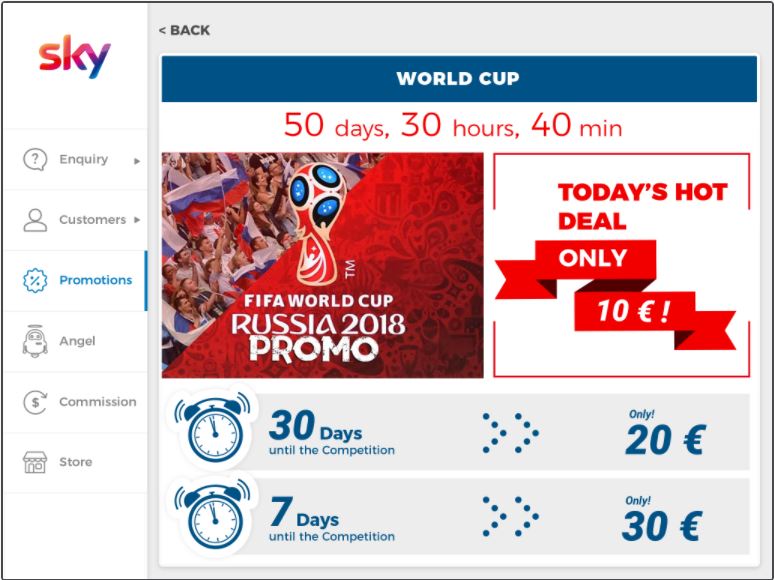 sky
< BACK
WORLD CUP
50 days, 30 hours, 40 min
Enquiry
Customers
Promotions
Angel
Commission
Store
TM
FIFA WORLD CUP
RUSSIA 2018
PROMO
TODAY'S HOT
DEAL
ONLY
10 € !
30 Days
until the Competition
Only!
20 €
7 Days
until the Competition
Only!
30 €